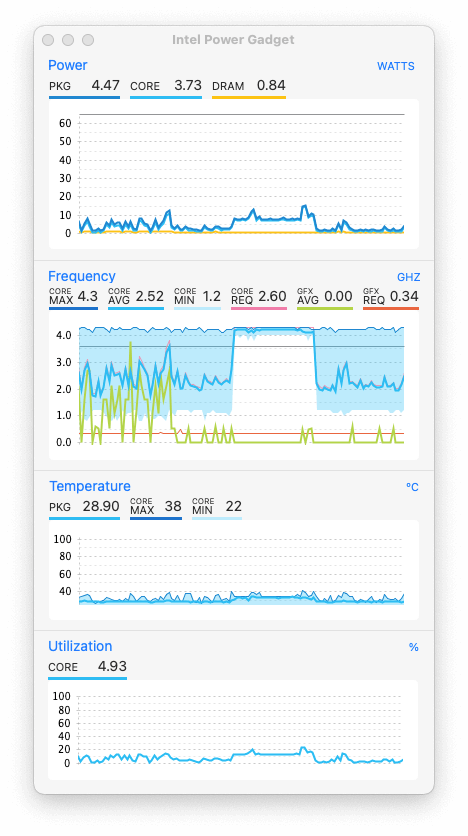 Intel Power Gadget
Power WATTS
PKG 4.47 CORE 3.73 DRAM 0.84
60
50
40
30
20
10
0
Frequency GHZ
CORE MAX 4.3 CORE AVG 2.52 CORE MIN 1.2 CORE REQ 2.60 GFX AVG 0.00 GFX REQ 0.34
4.0
3.0
2.0
1.0
0.0
Temperature °C
PKG 28.90 CORE MAX 38 CORE MIN 22
100
80
60
40
Utilization %
CORE 4.93
100
80
60
40
20
0